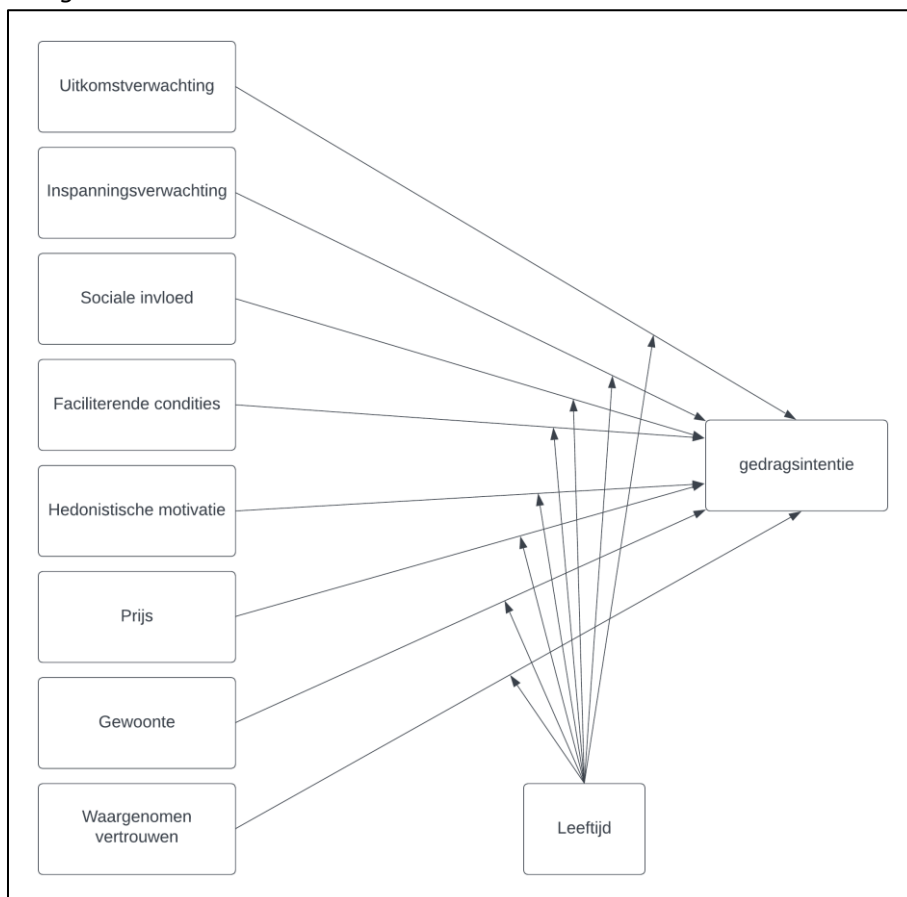 Uitkomstverwachting
Inspanningsverwachting
Sociale invloed
Faciliterende condities
gedragsintentie
Hedonistische motivatie
Prijs
Gewoonte
Waargenomen
vertrouwen
Leeftijd